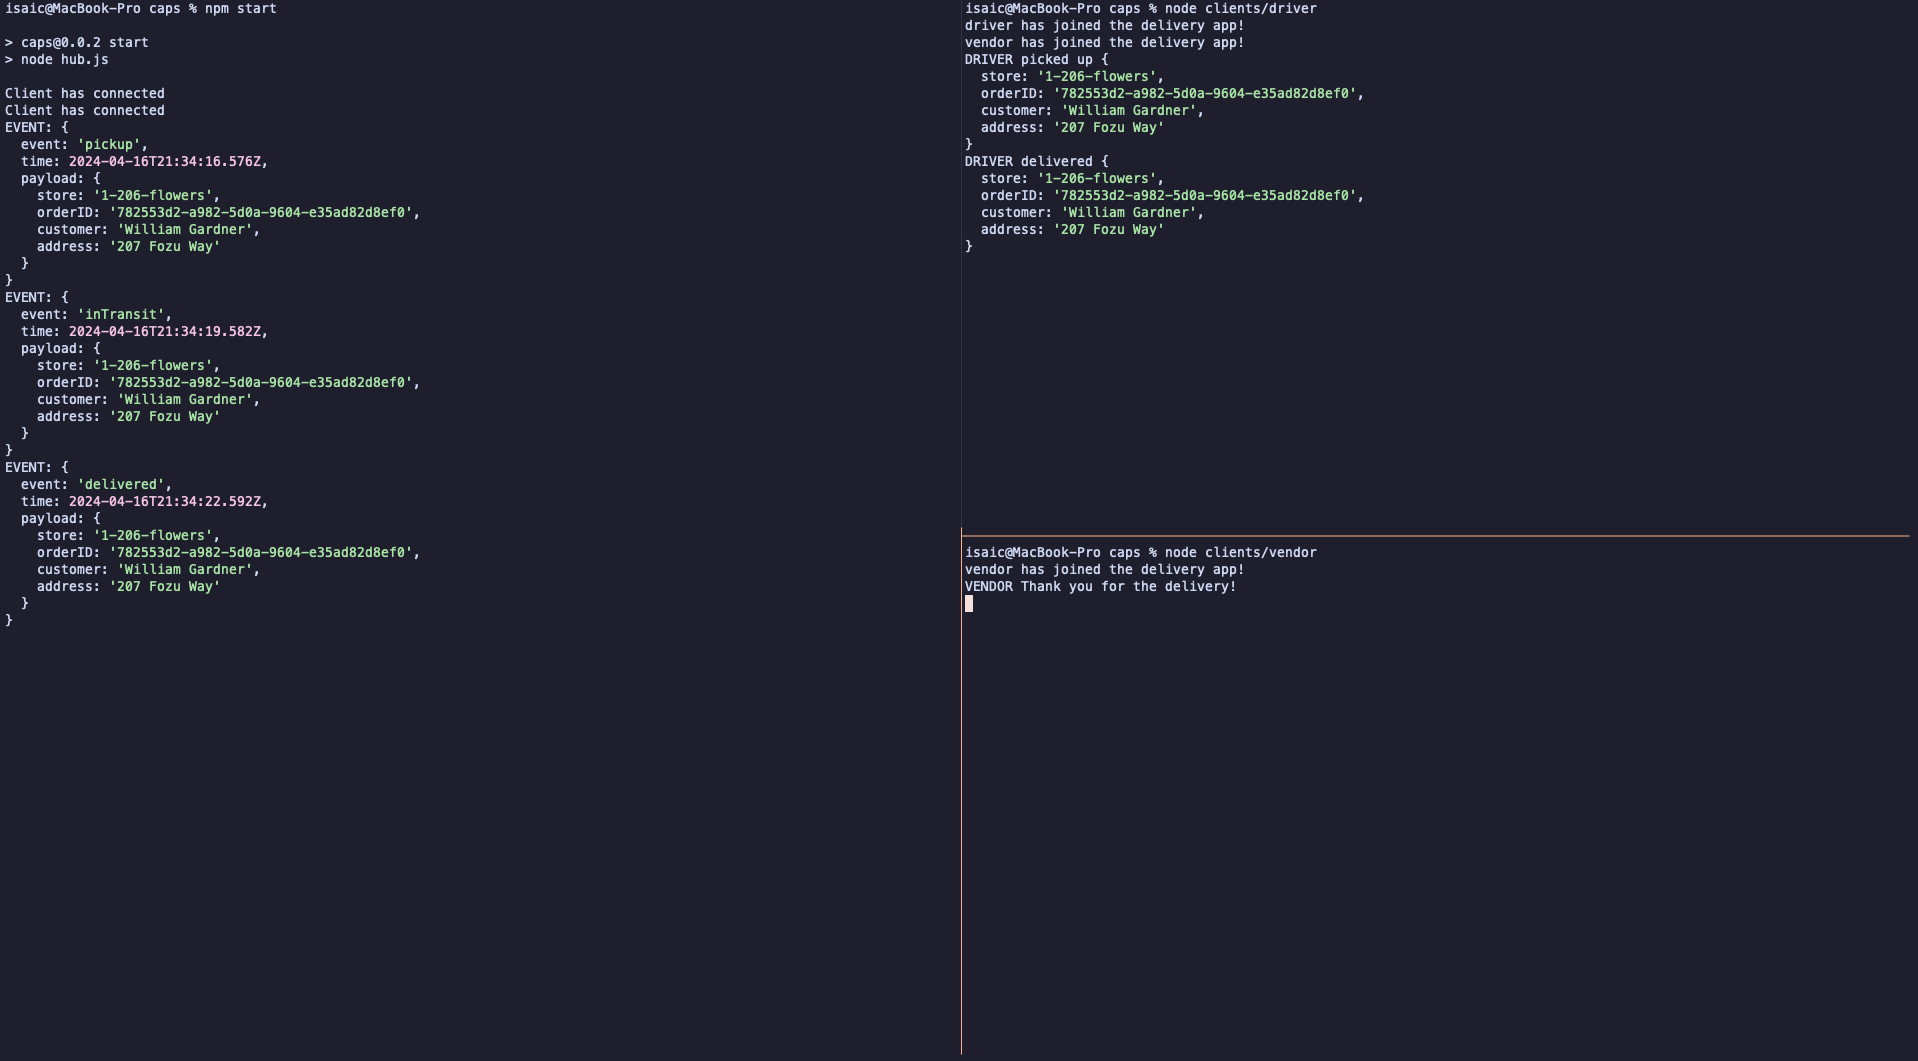 isaic@MacBook-Pro caps % npm start

> caps@0.0.2 start
> node hub.js

Client has connected
Client has connected
EVENT: {
  event: 'pickup',
  time: 2024-04-16T21:34:16.576Z,
  payload: {
    store: '1-206-flowers',
    orderID: '782553d2-a982-5d0a-9604-e35ad82d8ef0',
    customer: 'William Gardner',
    address: '207 Fozu Way'
  }
}
EVENT: {
  event: 'inTransit',
  time: 2024-04-16T21:34:19.582Z,
  payload: {
    store: '1-206-flowers',
    orderID: '782553d2-a982-5d0a-9604-e35ad82d8ef0',
    customer: 'William Gardner',
    address: '207 Fozu Way'
  }
}
EVENT: {
  event: 'delivered',
  time: 2024-04-16T21:34:22.592Z,
  payload: {
    store: '1-206-flowers',
    orderID: '782553d2-a982-5d0a-9604-e35ad82d8ef0',
    customer: 'William Gardner',
    address: '207 Fozu Way'
  }
}
isaic@MacBook-Pro caps % node clients/driver
driver has joined the delivery app!
vendor has joined the delivery app!
DRIVER picked up {
  store: '1-206-flowers',
  orderID: '782553d2-a982-5d0a-9604-e35ad82d8ef0',
  customer: 'William Gardner',
  address: '207 Fozu Way'
}
DRIVER delivered {
  store: '1-206-flowers',
  orderID: '782553d2-a982-5d0a-9604-e35ad82d8ef0',
  customer: 'William Gardner',
  address: '207 Fozu Way'
}
isaic@MacBook-Pro caps % node clients/vendor
vendor has joined the delivery app!
VENDOR Thank you for the delivery!